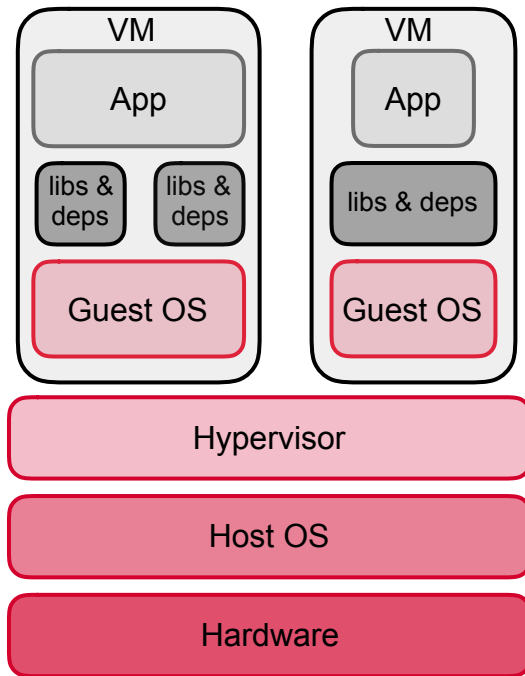 VM
App
libs &
deps
libs &
deps
Guest OS
VM
App
libs & deps
Guest OS
Hypervisor
Host OS
Hardware